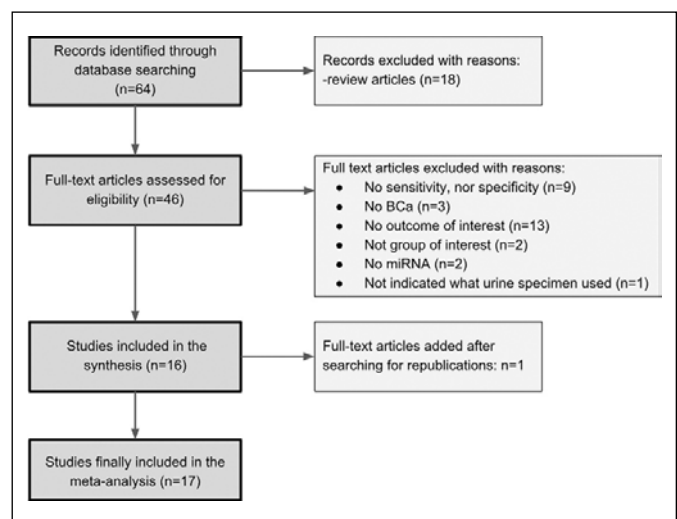 Records identified through
database searching
(n=64)
Records excluded with reasons:
-review articles (n=18)
Full-text articles assessed for
eligibility (n=46)
Full text articles excluded with reasons:
● No sensitivity, nor specificity (n=9)
● No BCa (n=3)
● No outcome of interest (n=13)
● Not group of interest (n=2)
● No miRNA (n=2)
● Not indicated what urine specimen used (n=1)
Studies included in the
synthesis (n=16)
Full-text articles added after
searching for republications: n=1
Studies finally included in the
meta-analysis (n=17)